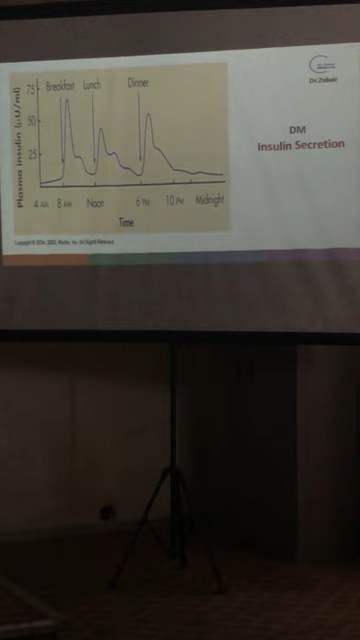 75
50
25
Plasma insulin (µU/ml)
Breakfast
Lunch
Dinner
4 AM 8 AM Noon 6 PM 10 PM Midnight
Time
Dr.Zuhair
DM
Insulin Secretion